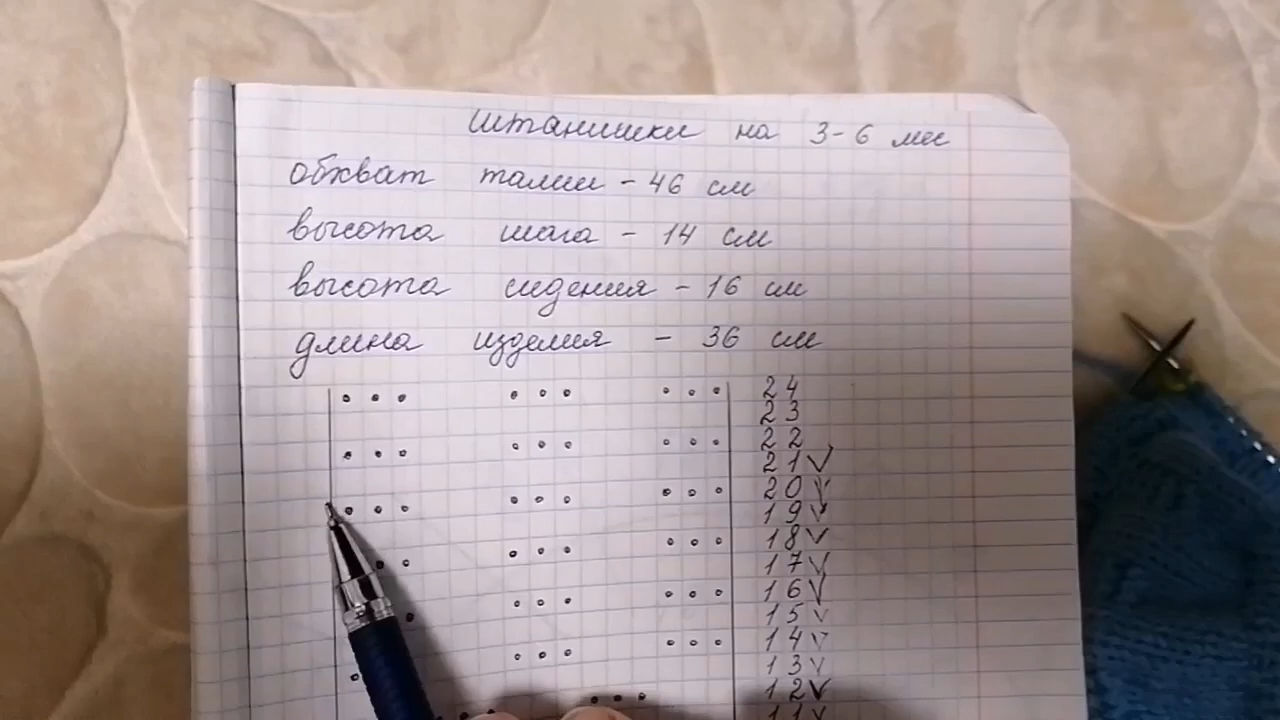 штанишки на 3-6 мес
обхват талии - 46 см
высота шага - 14 см
высота сидения - 16 см
длина изделия - 36 см
24
23
22
21 V
20 V
19 V
18 V
17 V
16 V
15 V
14 V
13 V
12 V
11 V